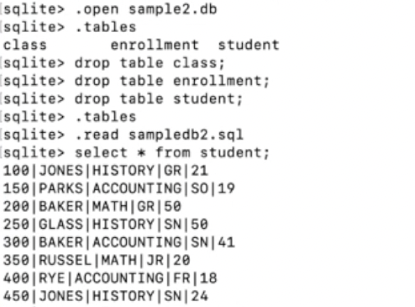 sqlite> .open sample2.db
sqlite> .tables
class       enrollment  student
sqlite> drop table class;
sqlite> drop table enrollment;
sqlite> drop table student;
sqlite> .tables
sqlite> .read sampledb2.sql
sqlite> select * from student;
100|JONES|HISTORY|GR|21
150|PARKS|ACCOUNTING|SO|19
200|BAKER|MATH|GR|50
250|GLASS|HISTORY|SN|50
300|BAKER|ACCOUNTING|SN|41
350|RUSSEL|MATH|JR|20
400|RYE|ACCOUNTING|FR|18
450|JONES|HISTORY|SN|24